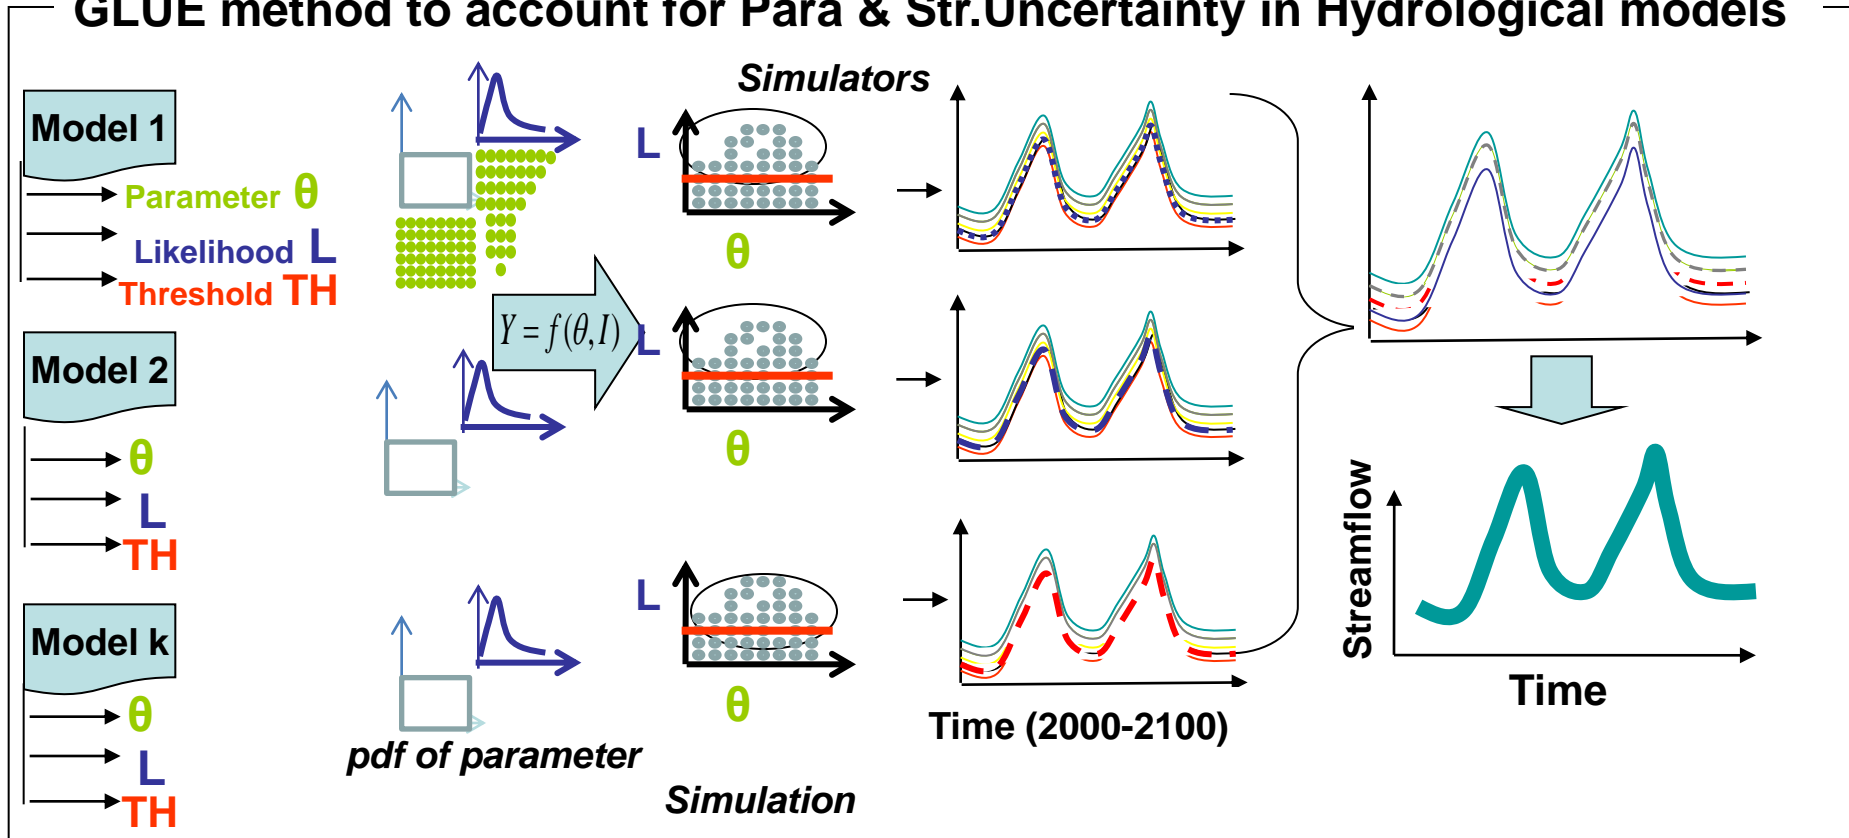 GLUE method to account for Para & Str.Uncertainty in Hydrological models
Simulators
Model 1
Parameter θ
Likelihood L
Threshold TH
L
θ
Y = f(θ,I)
Model 2
θ
L
TH
L
θ
Model k
θ
L
TH
L
θ
pdf of parameter
Simulation
Time (2000-2100)
Streamflow
Time